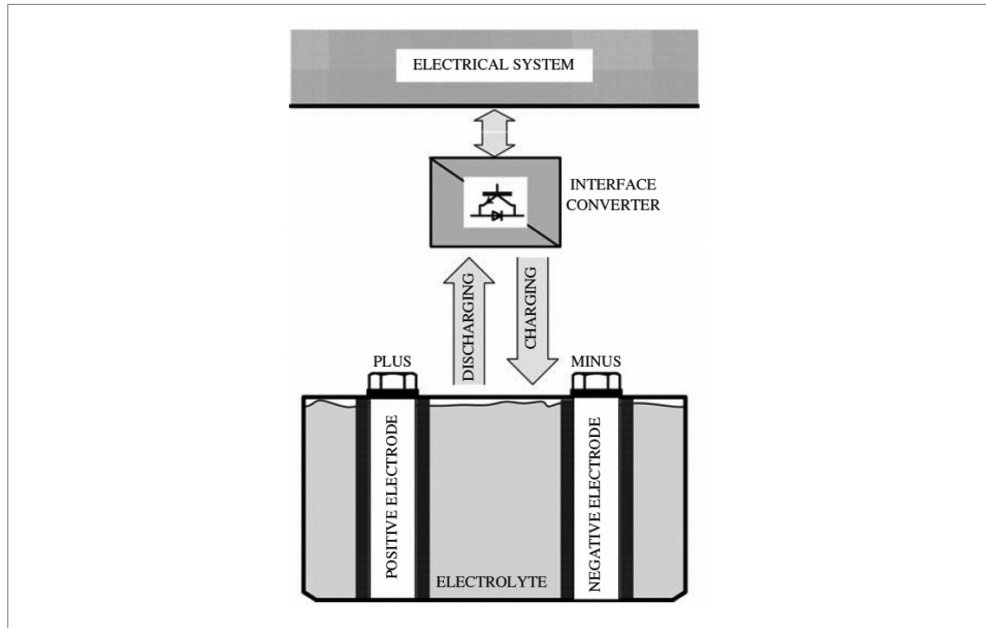 ELECTRICAL SYSTEM
INTERFACE
CONVERTER
DISCHARGING
CHARGING
PLUS
MINUS
POSITIVE ELECTRODE
NEGATIVE ELECTRODE
ELECTROLYTE